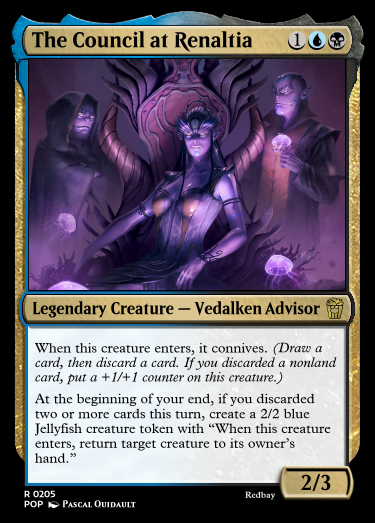 The Council at Renaltia 1
Legendary Creature — Vedalken Advisor
When this creature enters, it connives. (Draw a
card, then discard a card. If you discarded a nonland
card, put a +1/+1 counter on this creature.)
At the beginning of your end, if you discarded
two or more cards this turn, create a 2/2 blue
Jellyfish creature token with “When this creature
enters, return target creature to its owner's
hand.”
2/3
R 0205
POP Pascal Quidault
Redbay